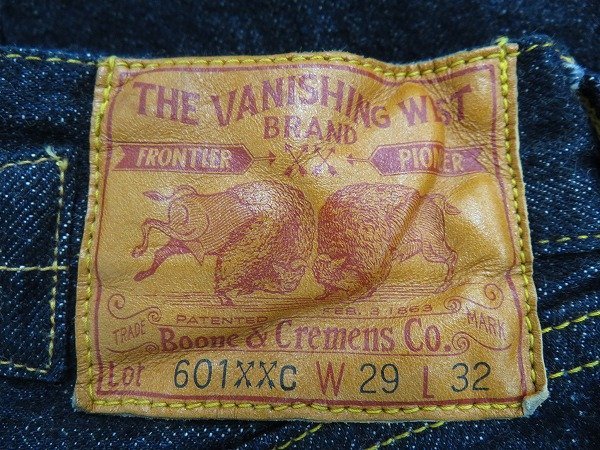 THE VANISHING WEST
BRAND
FRONTIER PIONEER
PATENTED FEB. 3 1863
TRADE MARK
Boone & Cremens Co.
Lot 601XXC W 29 L 32